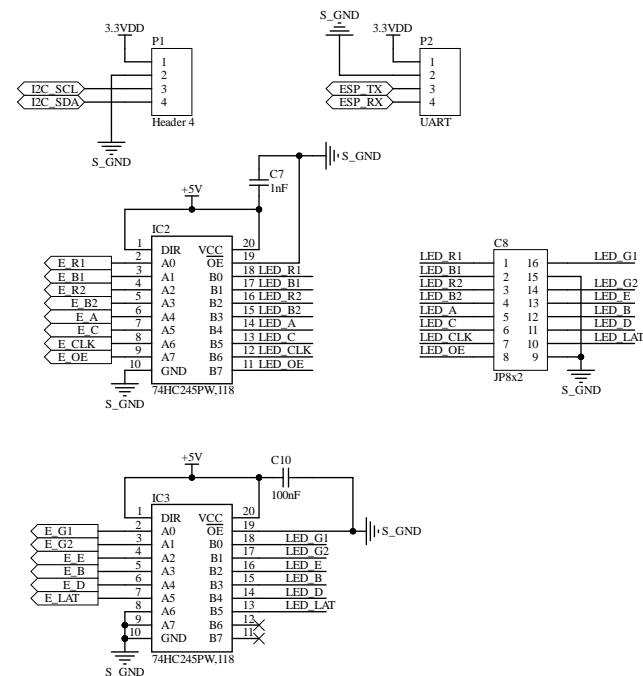 S_GND
3.3VDD
P1
3.3VDD
P2
1
2
3
4
1
2
3
4
I2C_SCL
I2C_SDA
ESP_TX
ESP_RX
Header 4
UART
S_GND
C7
1nF
S_GND
+5V
IC2
1 DIR VCC 20
E_R1 2 A0 OE 19
E_B1 3 A1 B0 18 LED_R1
E_R2 4 A2 B1 17 LED_B1
E_B2 5 A3 B2 16 LED_R2
E_A 6 A4 B3 15 LED_B2
E_C 7 A5 B4 14 LED_A
E_CLK 8 A6 B5 13 LED_C
E_OE 9 A7 B6 12 LED_CLK
10 GND B7 11 LED_OE
74HC245PW,118
S_GND
C8
LED_R1 1 16 LED_G1
LED_B1 2 15
LED_R2 3 14 LED_G2
LED_B2 4 13 LED_E
LED_A 5 12 LED_B
LED_C 6 11 LED_D
LED_CLK 7 10 LED_LAT
LED_OE 8 9
JP8x2
S_GND
+5V
C10
100nF
S_GND
IC3
1 DIR VCC 20
E_G1 2 A0 OE 19
E_G2 3 A1 B0 18 LED_G1
E_E 4 A2 B1 17 LED_G2
E_B 5 A3 B2 16 LED_E
E_D 6 A4 B3 15 LED_B
E_LAT 7 A5 B4 14 LED_D
8 A6 B5 13 LED_LAT
9 A7 B6 12
10 GND B7 11
74HC245PW,118
S_GND